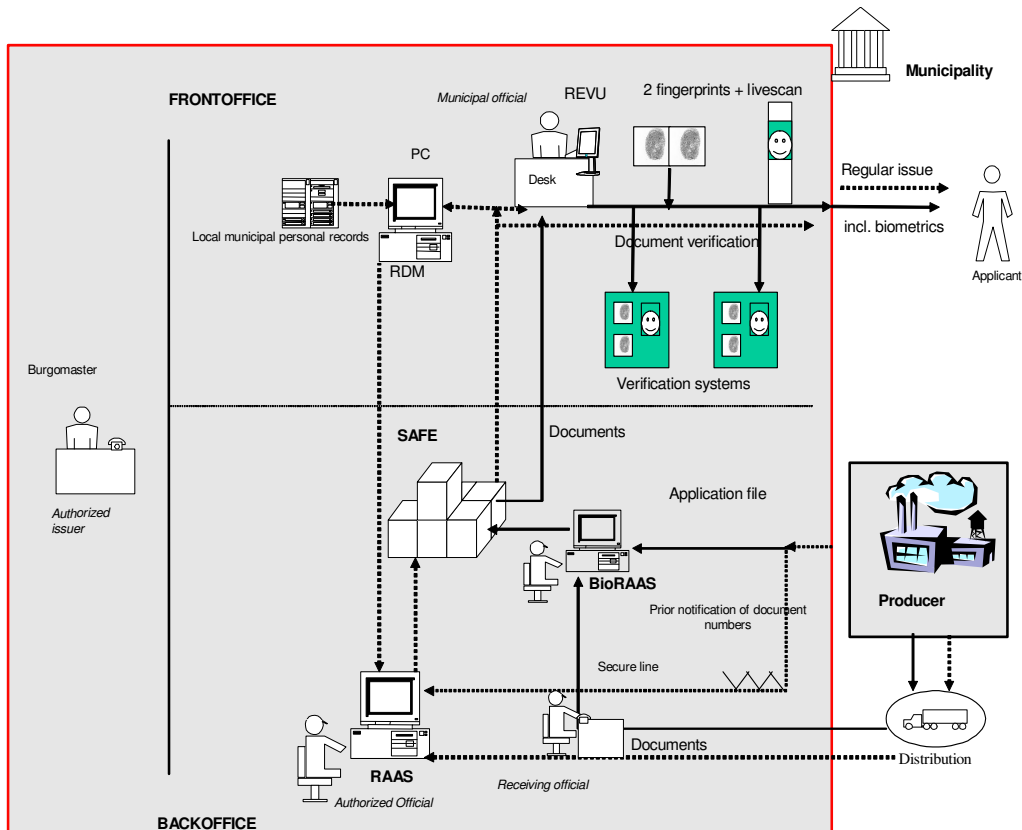 Municipality
FRONTOFFICE
Municipal official
REVU
2 fingerprints + livescan
PC
Desk
Regular issue
Local municipal personal records
Document verification
incl. biometrics
RDM
Applicant
Burgomaster
Verification systems
SAFE
Documents
Authorized
issuer
Application file
BioRAAS
Producer
Prior notification of document
numbers
Secure line
Documents
Distribution
RAAS
Receiving official
Authorized Official
BACKOFFICE